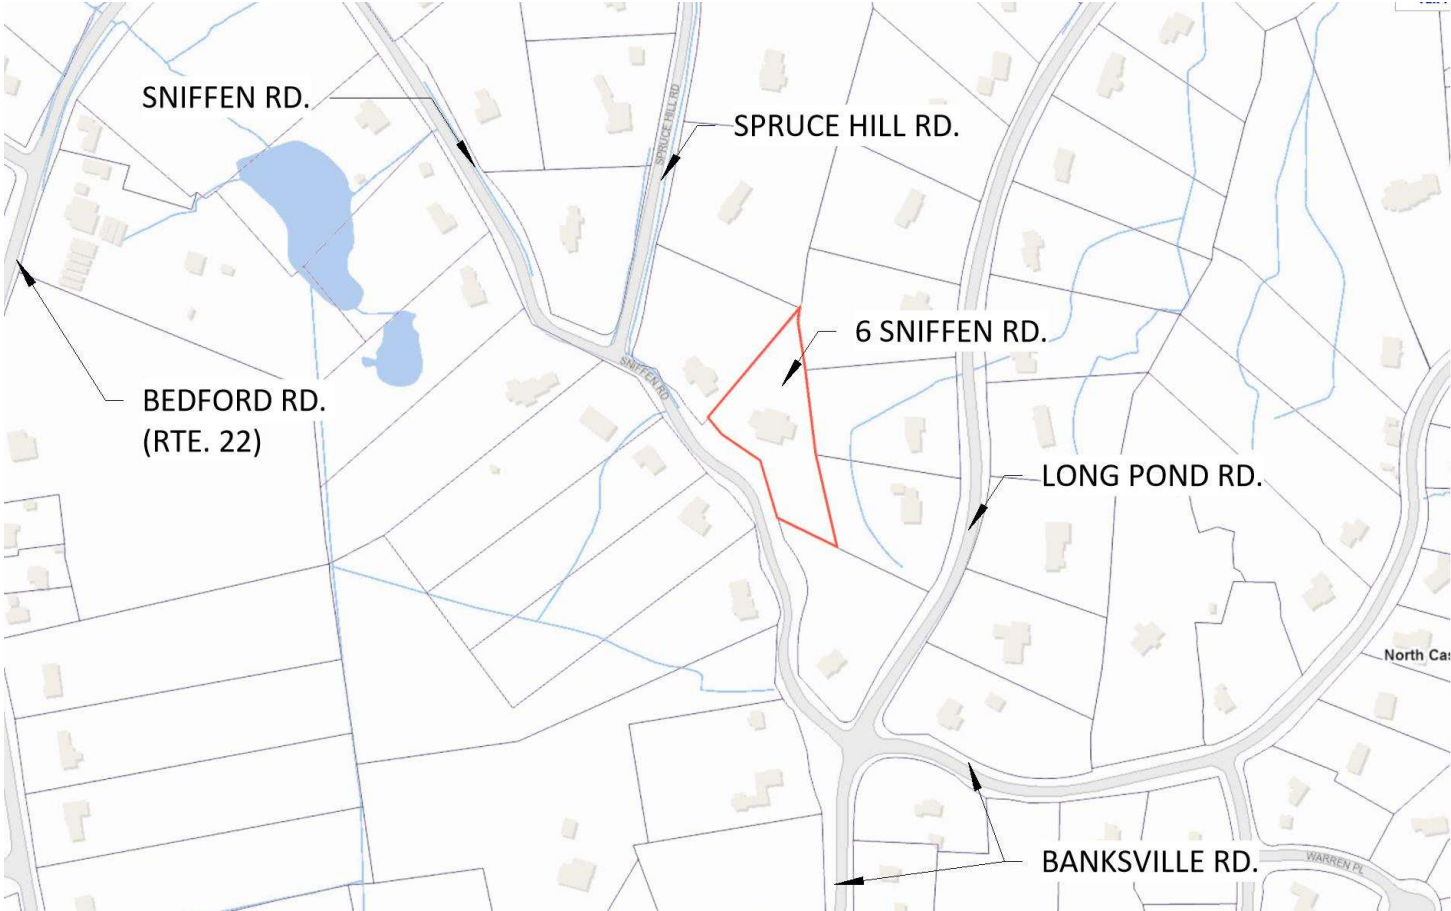 SNIFFEN RD.
SPRUCE HILL RD.
SPRUCE HILL RD
6 SNIFFEN RD.
SNIFFEN RD
BEDFORD RD.
(RTE. 22)
LONG POND RD.
North Cas
BANKSVILLE RD.
WARREN PL